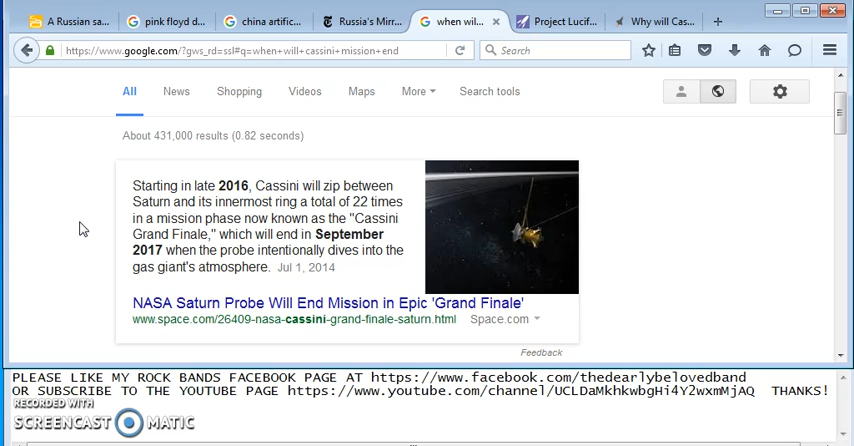 A Russian sa...
pink floyd d...
china artific...
Russia's Mirr...
when wil...
Project Lucif...
Why will Cas...
https://www.google.com/?gws_rd=ssl#q=when+will+cassini+mission+end
Search
All News Shopping Videos Maps More Search tools
About 431,000 results (0.82 seconds)
Starting in late 2016, Cassini will zip between
Saturn and its innermost ring a total of 22 times
in a mission phase now known as the "Cassini
Grand Finale," which will end in September
2017 when the probe intentionally dives into the
gas giant's atmosphere. Jul 1, 2014
NASA Saturn Probe Will End Mission in Epic 'Grand Finale'
www.space.com/26409-nasa-cassini-grand-finale-saturn.html Space.com
Feedback
PLEASE LIKE MY ROCK BANDS FACEBOOK PAGE AT https://www.facebook.com/thedearlybelovedband
OR SUBSCRIBE TO THE YOUTUBE PAGE https://www.youtube.com/channel/UCLDaMkhkwbgHi4Y2wxmMjAQ THANKS!
RECORDED WITH
SCREENCAST MATIC